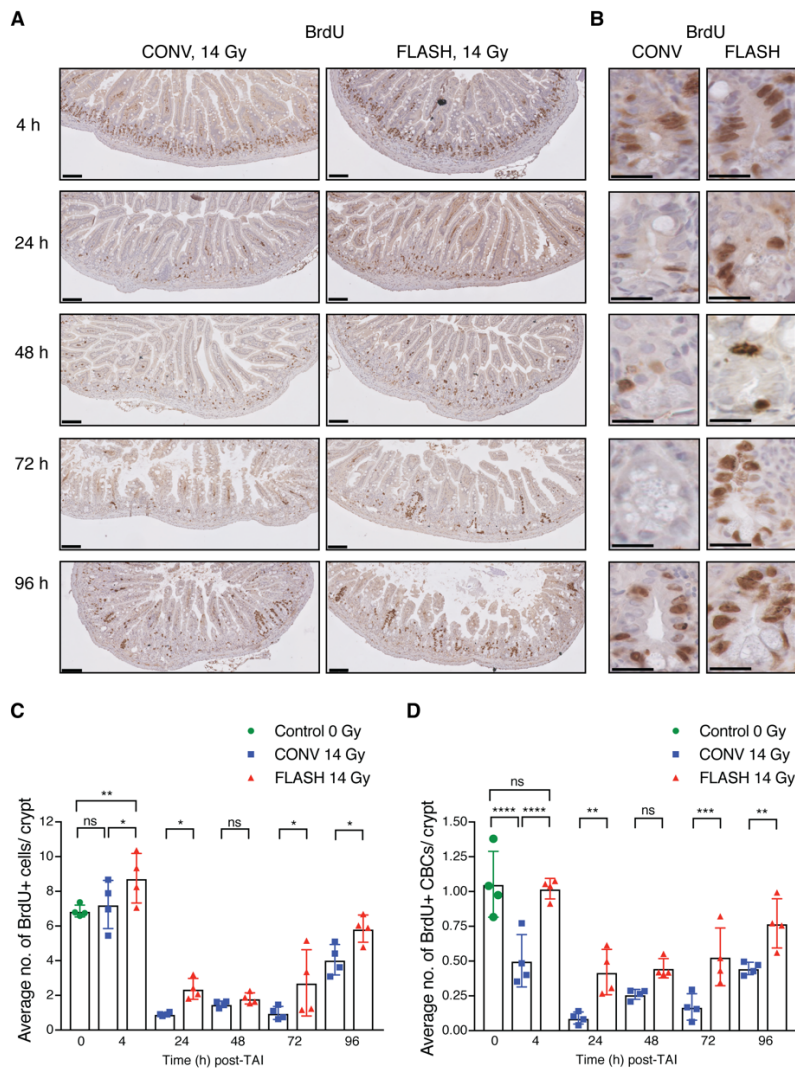 A
BrdU
CONV, 14 Gy
FLASH, 14 Gy
4 h
24 h
48 h
72 h
96 h
B
BrdU
CONV
FLASH
C
Control 0 Gy
CONV 14 Gy
FLASH 14 Gy
Average no. of BrdU+ cells/ crypt
12
10
8
6
4
2
0
**
ns
*
*
ns
*
*
0 4 24 48 72 96
Time (h) post-TAI
D
Control 0 Gy
CONV 14 Gy
FLASH 14 Gy
Average no. of BrdU+ CBCs/ crypt
1.50
1.25
1.00
0.75
0.50
0.25
0.00
ns
****
****
**
ns
***
**
0 4 24 48 72 96
Time (h) post-TAI